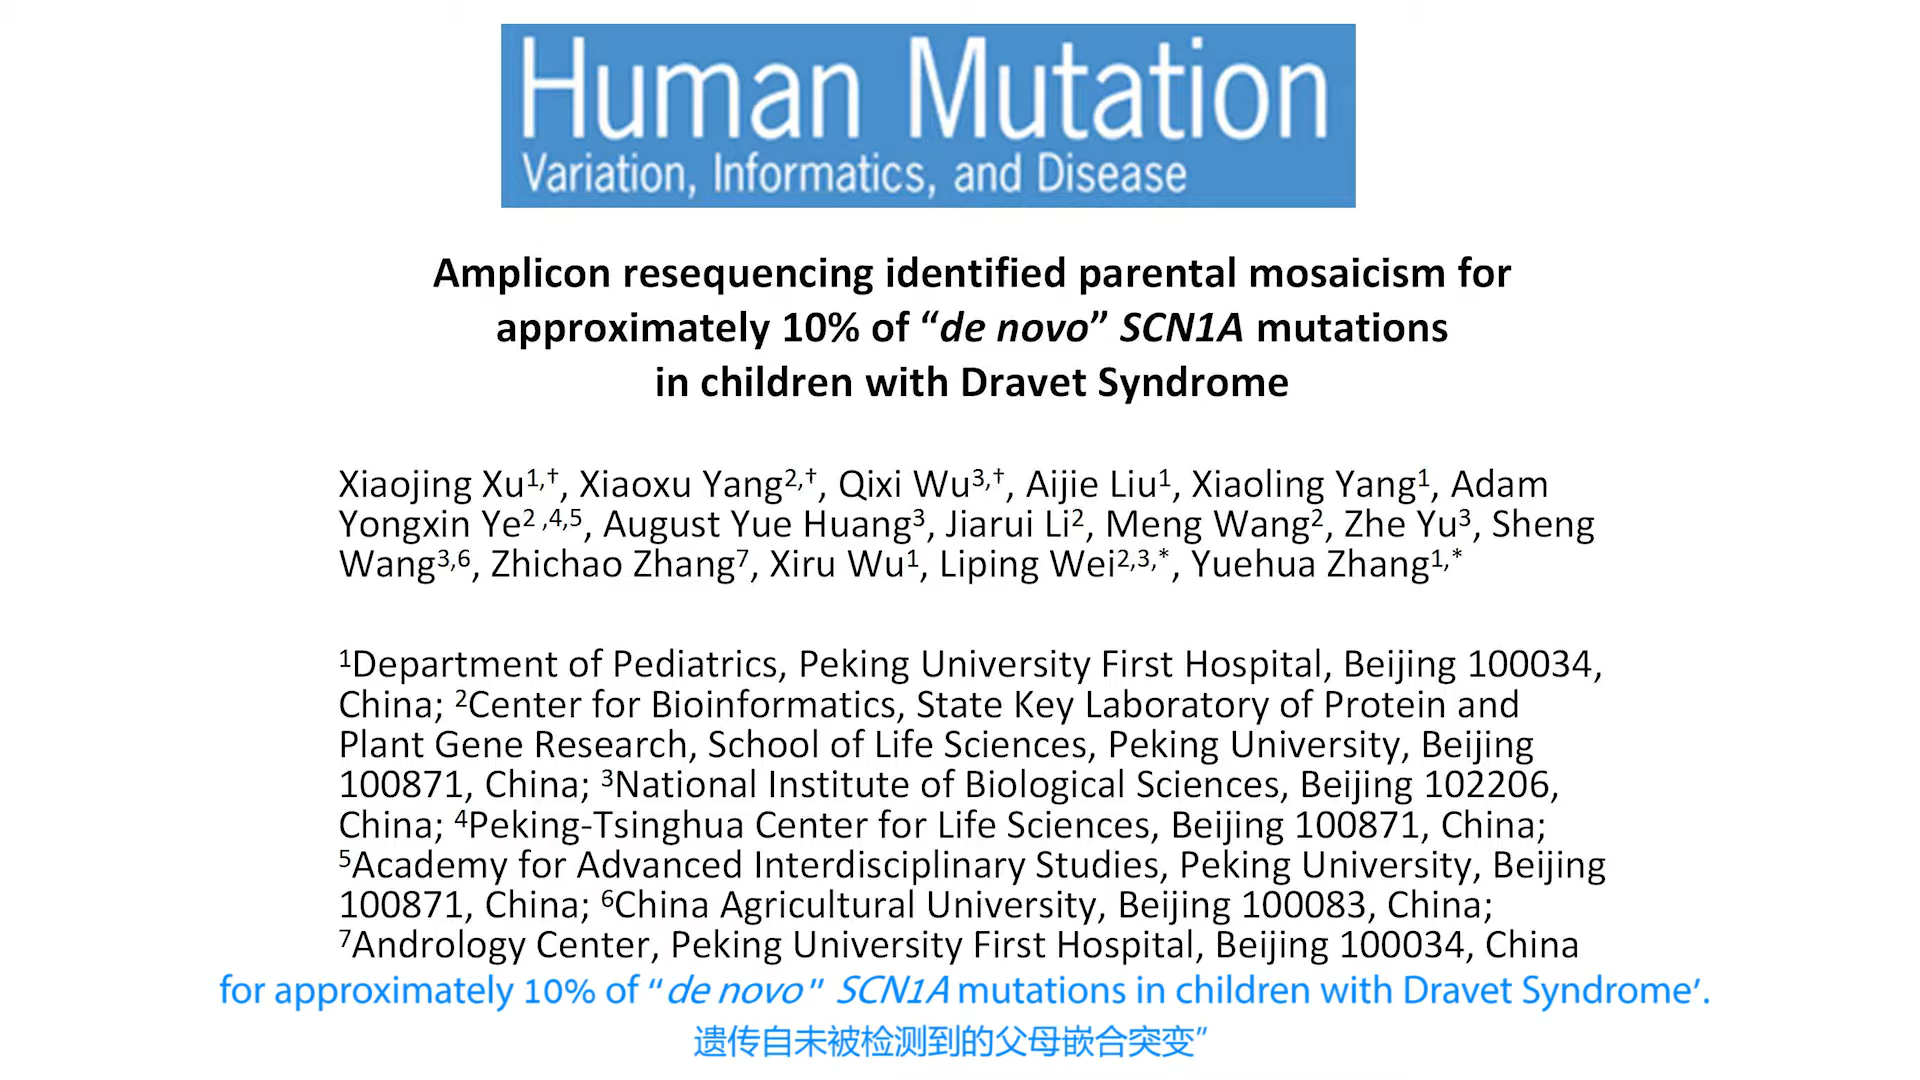 Human Mutation
Variation, Informatics, and Disease
Amplicon resequencing identified parental mosaicism for
approximately 10% of “de novo” SCN1A mutations
in children with Dravet Syndrome
Xiaojing Xu1,†, Xiaoxu Yang2,†, Qixi Wu3,†, Aijie Liu1, Xiaoling Yang1, Adam
Yongxin Ye2 ,4,5, August Yue Huang3, Jiarui Li2, Meng Wang2, Zhe Yu3, Sheng
Wang3,6, Zhichao Zhang7, Xiru Wu1, Liping Wei2,3,*, Yuehua Zhang1,*
1Department of Pediatrics, Peking University First Hospital, Beijing 100034,
China; 2Center for Bioinformatics, State Key Laboratory of Protein and
Plant Gene Research, School of Life Sciences, Peking University, Beijing
100871, China; 3National Institute of Biological Sciences, Beijing 102206,
China; 4Peking-Tsinghua Center for Life Sciences, Beijing 100871, China;
5Academy for Advanced Interdisciplinary Studies, Peking University, Beijing
100871, China; 6China Agricultural University, Beijing 100083, China;
7Andrology Center, Peking University First Hospital, Beijing 100034, China
for approximately 10% of “de novo” SCN1A mutations in children with Dravet Syndrome’.
遗传自未被检测到的父母嵌合突变”